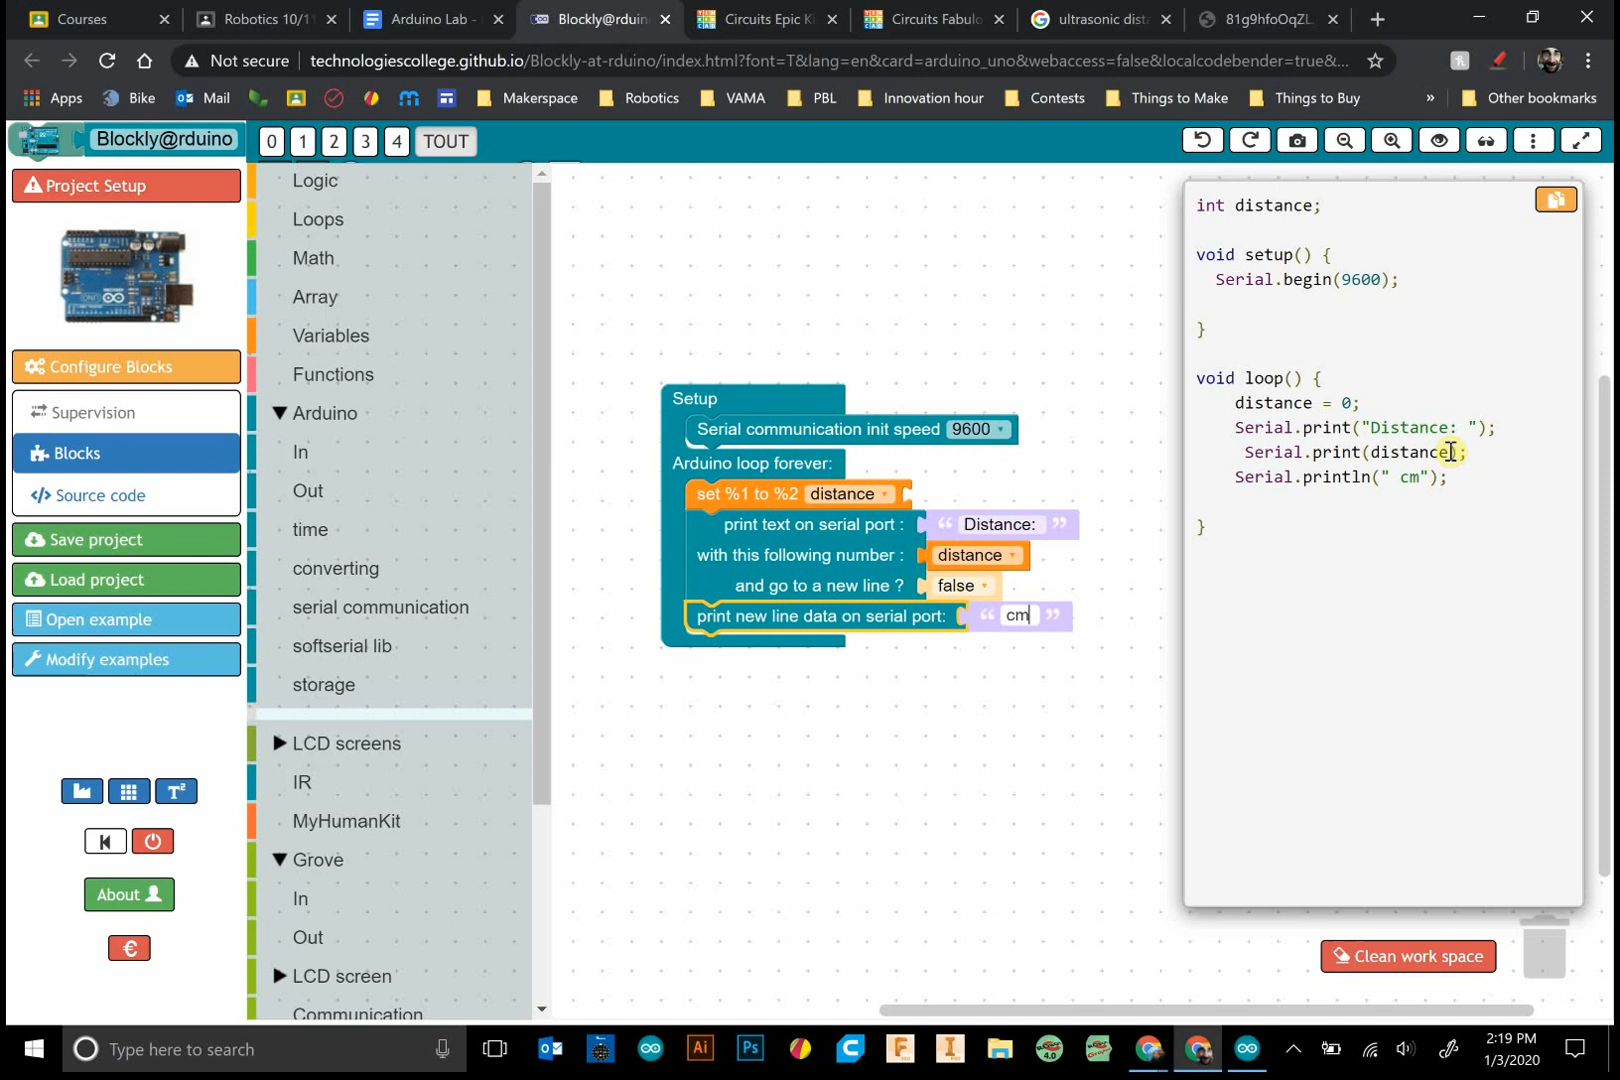 Courses
Robotics 10/11
Arduino Lab -
Blockly@rduin
Circuits Epic Ki
Circuits Fabulo
ultrasonic dista
81g9hfoOqZL.
Not secure
technologiescollege.github.io/Blockly-at-rduino/index.html?font=T&lang=en&card=arduino_uno&webaccess=false&localcodebender=true&...
Apps
Bike
Mail
Makerspace
Robotics
VAMA
PBL
Innovation hour
Contests
Things to Make
Things to Buy
»
Other bookmarks
Blockly@rduino
0 1 2 3 4 TOUT
Project Setup
Configure Blocks
Supervision
Blocks
Source code
Save project
Load project
Open example
Modify examples
T²
About
€
Logic
Loops
Math
Array
Variables
Functions
Arduino
In
Out
time
converting
serial communication
softserial lib
storage
LCD screens
IR
MyHumanKit
Grove
In
Out
LCD screen
Communication
Setup
Serial communication init speed 9600
Arduino loop forever:
set %1 to %2 distance
print text on serial port : “ Distance: ”
with this following number : distance
and go to a new line ? false
print new line data on serial port: “ cm ”
int distance;
void setup() {
Serial.begin(9600);
}
void loop() {
distance = 0;
Serial.print("Distance: ");
Serial.print(distance);
Serial.println(" cm");
}
Clean work space
Type here to search
Ai
Ps
4.0
2:19 PM
1/3/2020